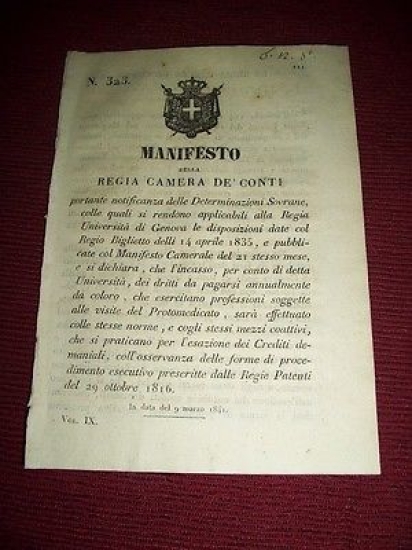 N. 323.
MANIFESTO
DELLA
REGIA CAMERA DE' CONTI
portante notificanza delle Determinazioni Sovrane,
colle quali si rendono applicabili alla Regia
Università di Genova le disposizioni date col
Regio Biglietto delli 14 aprile 1835, e pubbli-
cate col Manifesto Camerale del 21 stesso mese,
e si dichiara, che l'incasso, per conto di detta
Università, dei dritti da pagarsi annualmente
da coloro, che esercitano professioni soggette
alle visite del Protomedicato, sarà effettuato
colle stesse norme, e cogli stessi mezzi coattivi,
che si praticano per l'esazione dei Crediti de-
maniali, coll'osservanza delle forme di proce-
dimento esecutivo prescritte dalle Regie Patenti
del 29 ottobre 1816.
In data del 9 marzo 1841.
Vol. IX.